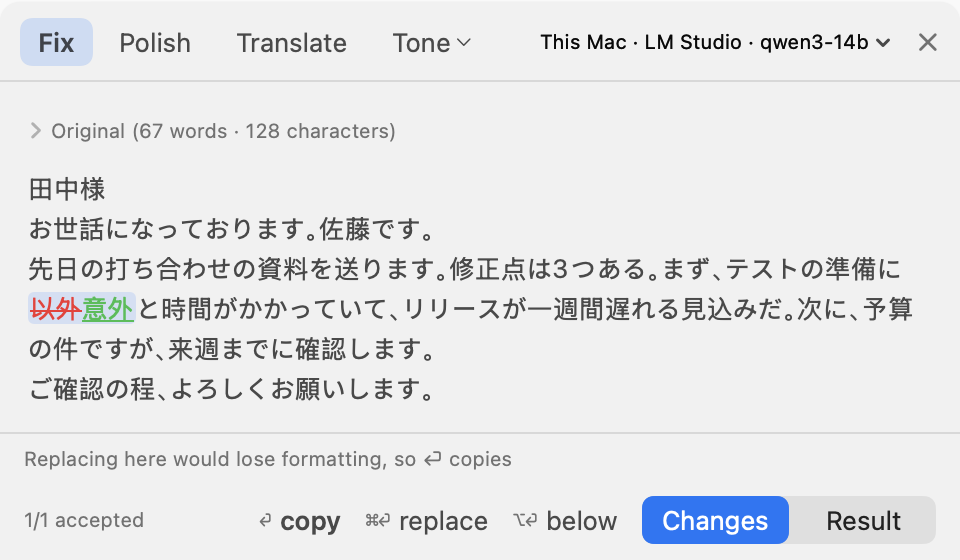 Fix Polish Translate Tone This Mac · LM Studio · qwen3-14b
Original (67 words · 128 characters)
田中様
お世話になっております。佐藤です。
先日の打ち合わせの資料を送ります。修正点は3つある。まず、テストの準備に
以外意外と時間がかかっていて、リリースが一週間遅れる見込みだ。次に、予算
の件ですが、来週までに確認します。
ご確認の程、よろしくお願いします。
Replacing here would lose formatting, so ⏎ copies
1/1 accepted ⏎ copy ⌘⏎ replace ⌥⏎ below Changes Result